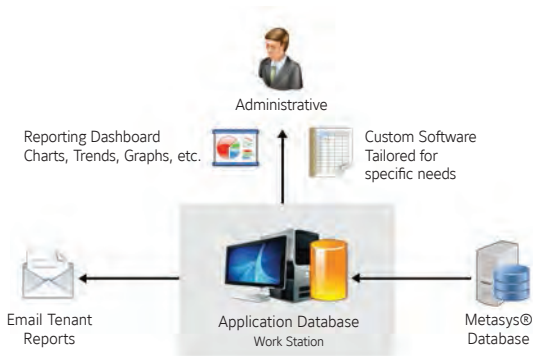 Administrative
Reporting Dashboard
Charts, Trends, Graphs, etc.
Custom Software
Tailored for
specific needs
Email Tenant
Reports
Application Database
Work Station
Metasys®
Database